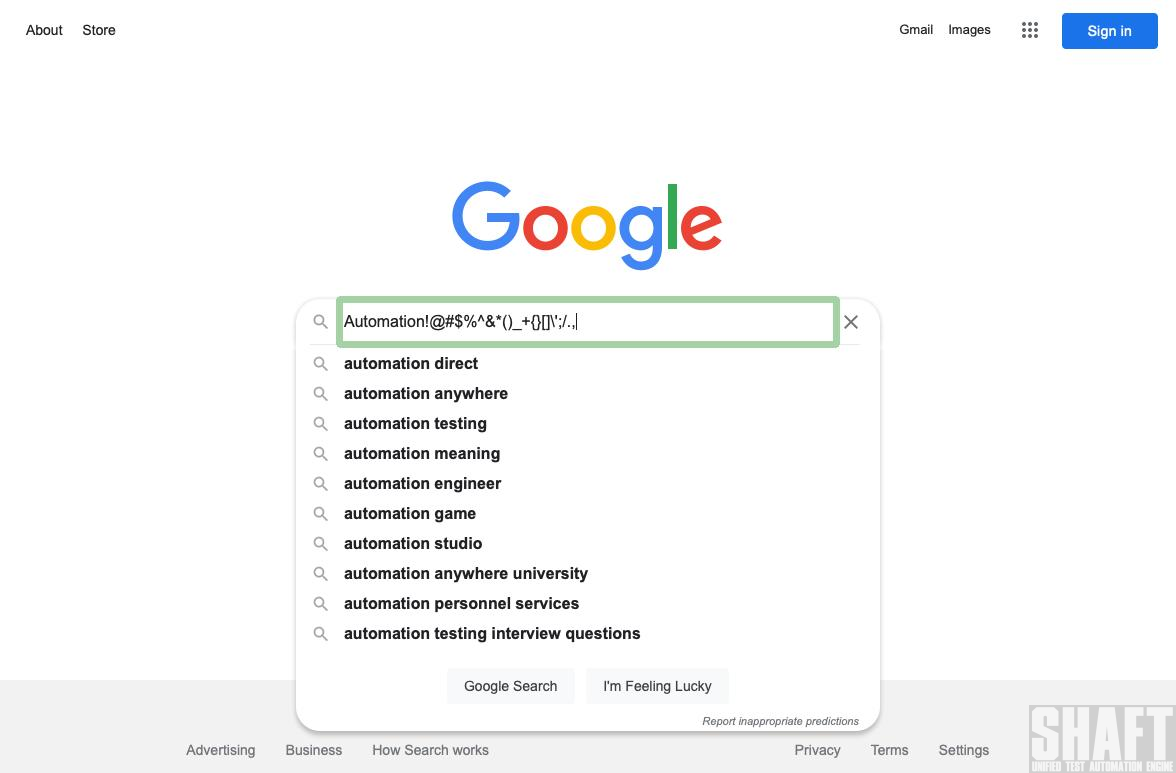 About Store Gmail Images Sign in
Google
Automation!@#$%^&*()_+{}[]\';/.,
automation direct
automation anywhere
automation testing
automation meaning
automation engineer
automation game
automation studio
automation anywhere university
automation personnel services
automation testing interview questions
Google Search I'm Feeling Lucky
Report inappropriate predictions
Advertising Business How Search works Privacy Terms Settings
SHAFT
UNIFIED TEST AUTOMATION ENGINE